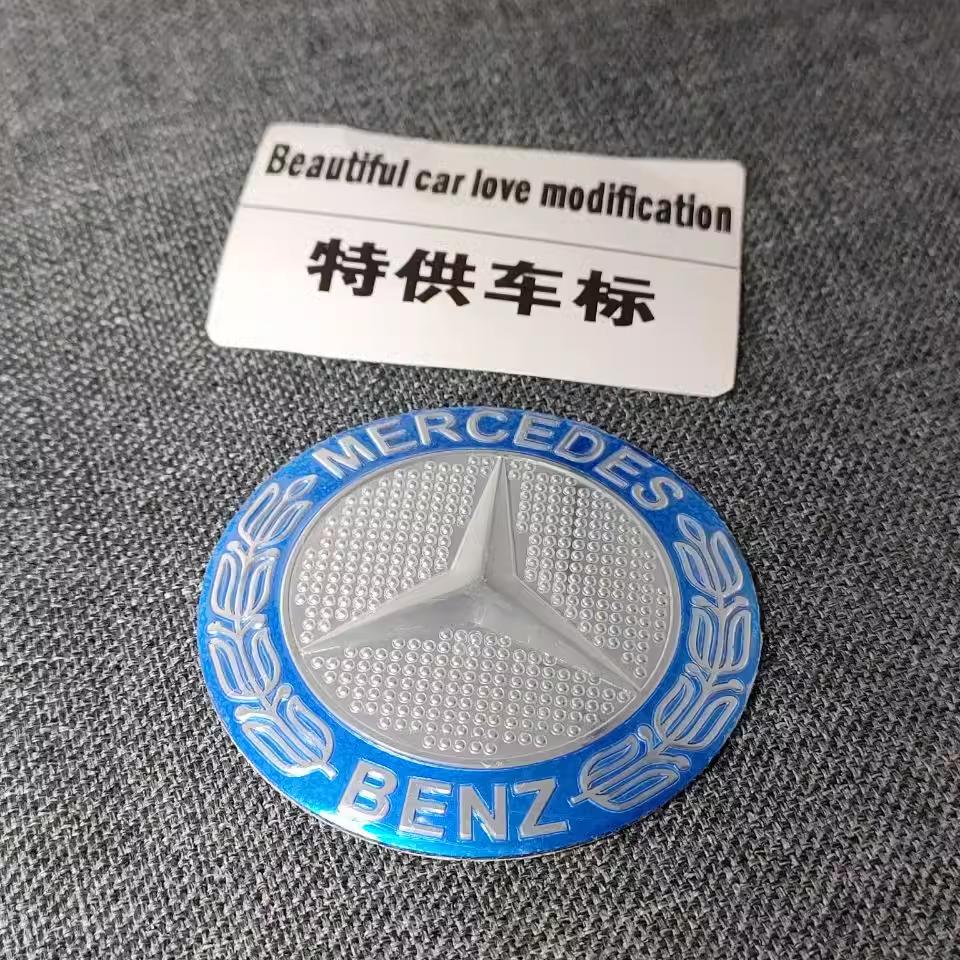 Beautiful car love modification
特供车标
MERCEDES
BENZ